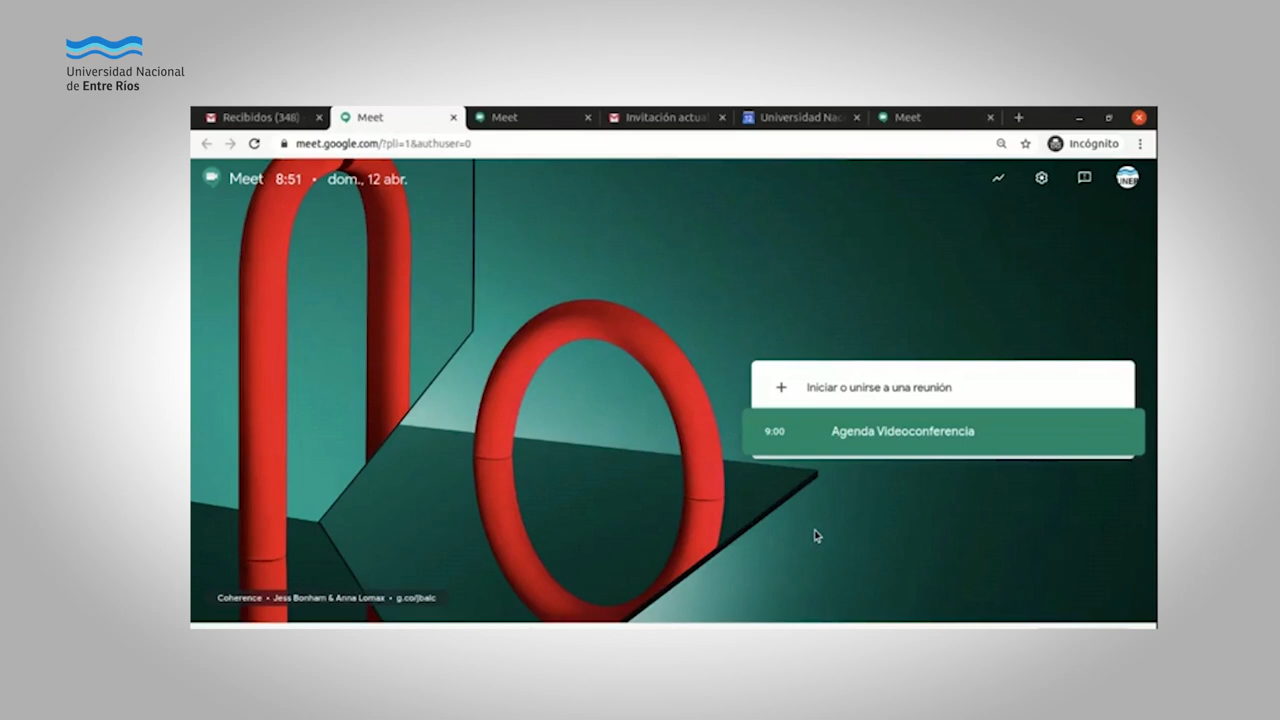 Universidad Nacional
de Entre Ríos
Recibidos (348)
Meet
Meet
Invitación actua
Universidad Nac
Meet
meet.google.com/?pli=1&authuser=0
Incógnito
Meet 8:51 • dom., 12 abr.
UNER
Iniciar o unirse a una reunión
9:00 Agenda Videoconferencia
Coherence • Jess Bonham & Anna Lomax • g.co/jbalc